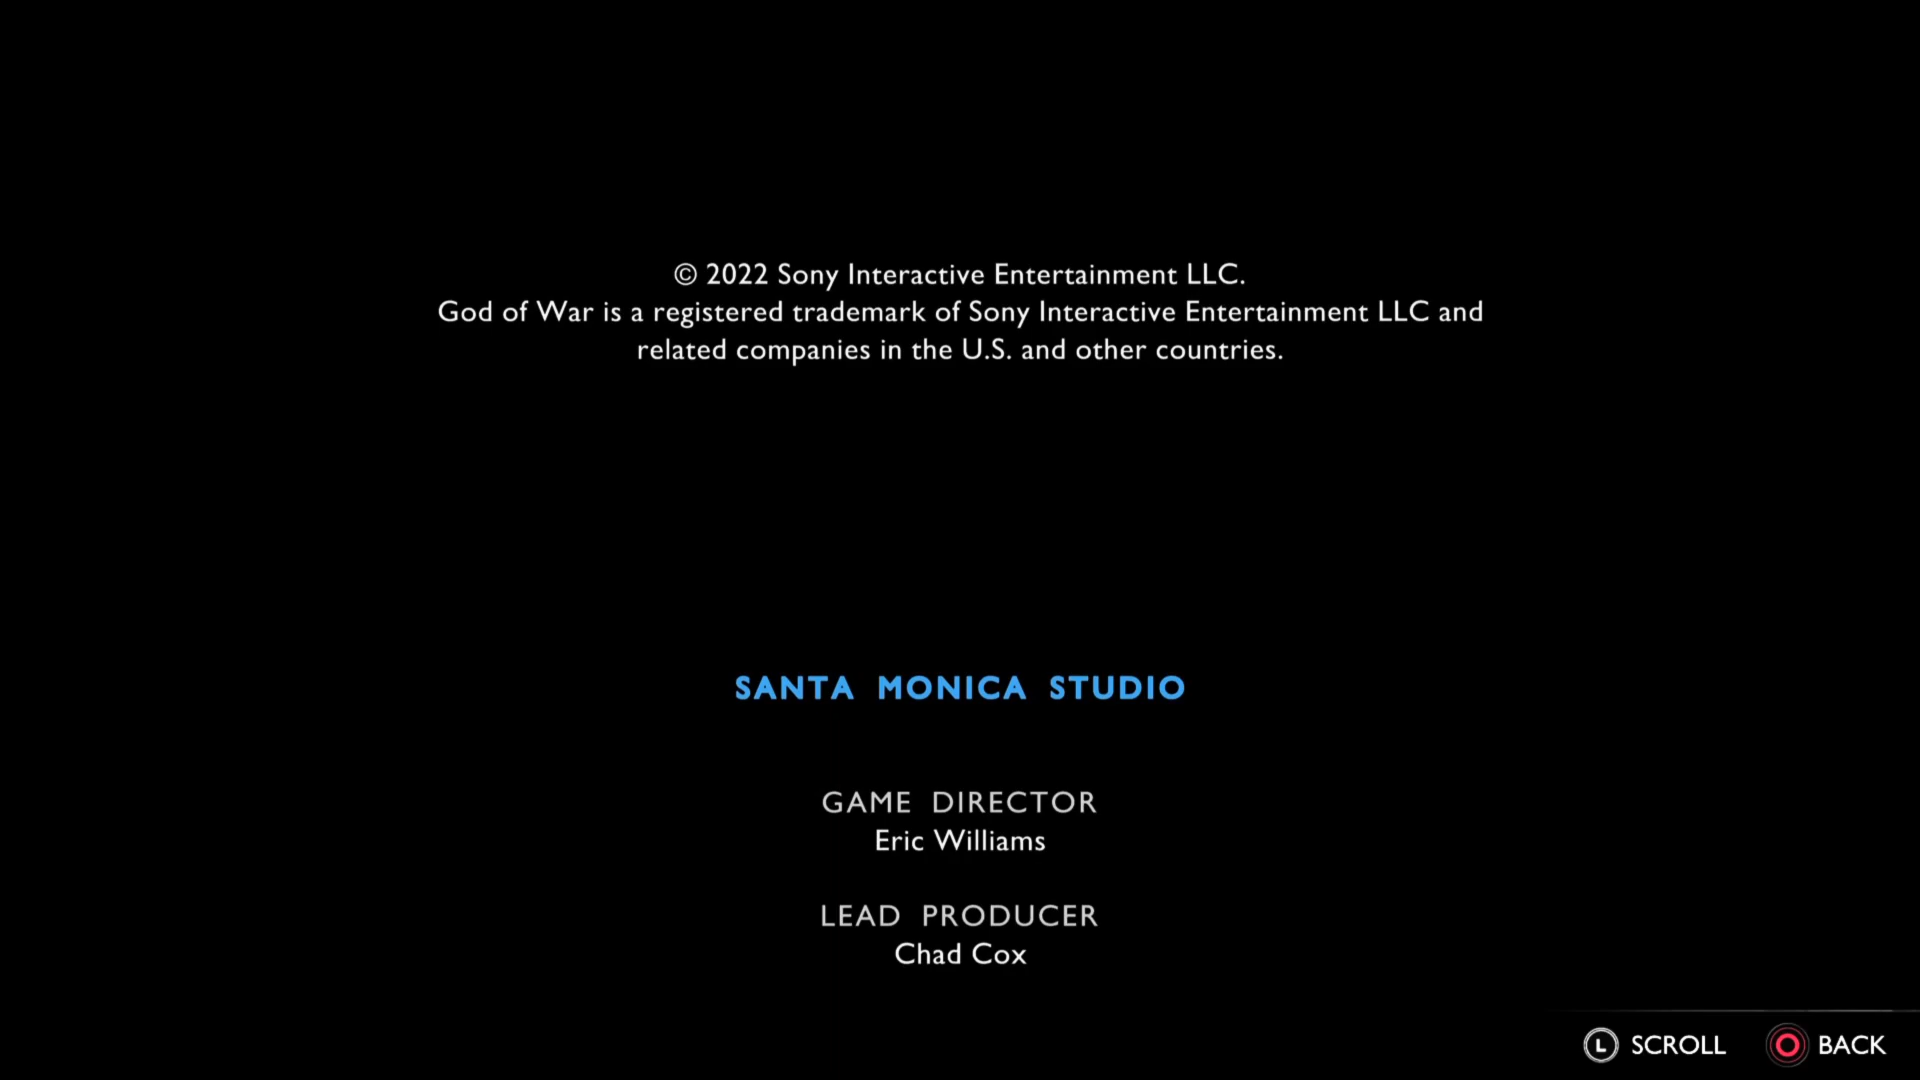 © 2022 Sony Interactive Entertainment LLC.
God of War is a registered trademark of Sony Interactive Entertainment LLC and
related companies in the U.S. and other countries.
SANTA MONICA STUDIO
GAME DIRECTOR
Eric Williams
LEAD PRODUCER
Chad Cox
L SCROLL BACK